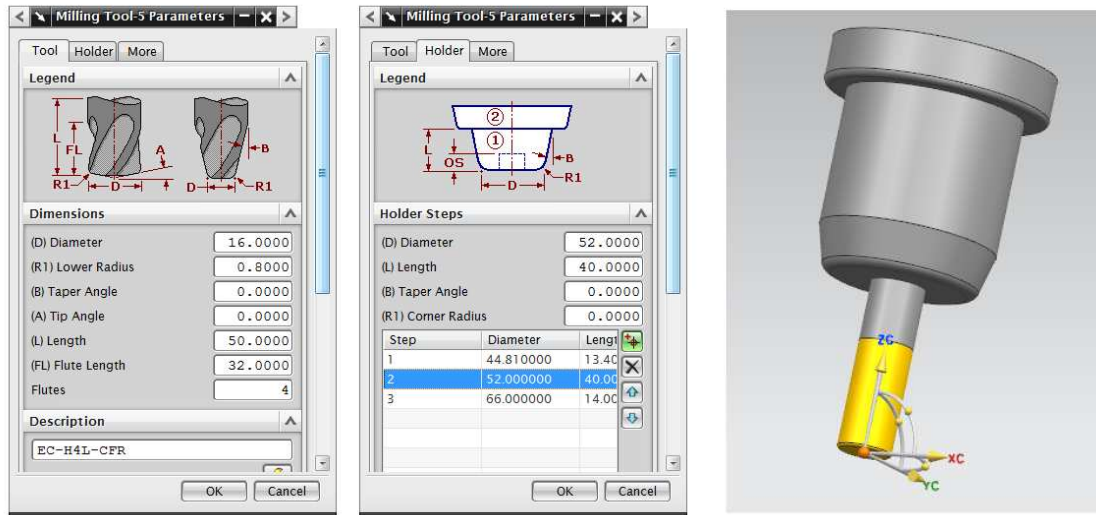 Milling Tool-5 Parameters
Tool Holder More
Legend
L
FL
A
B
R1
D
D
R1
Dimensions
(D) Diameter 16.0000
(R1) Lower Radius 0.8000
(B) Taper Angle 0.0000
(A) Tip Angle 0.0000
(L) Length 50.0000
(FL) Flute Length 32.0000
Flutes 4
Description
EC-H4L-CFR
OK Cancel
Milling Tool-5 Parameters
Tool Holder More
Legend
2
1
L
OS
B
R1
D
Holder Steps
(D) Diameter 52.0000
(L) Length 40.0000
(B) Taper Angle 0.0000
(R1) Corner Radius 0.0000
Step Diameter Lengt
1 44.810000 13.40
2 52.000000 40.00
3 66.000000 14.00
OK Cancel
ZC
XC
YC